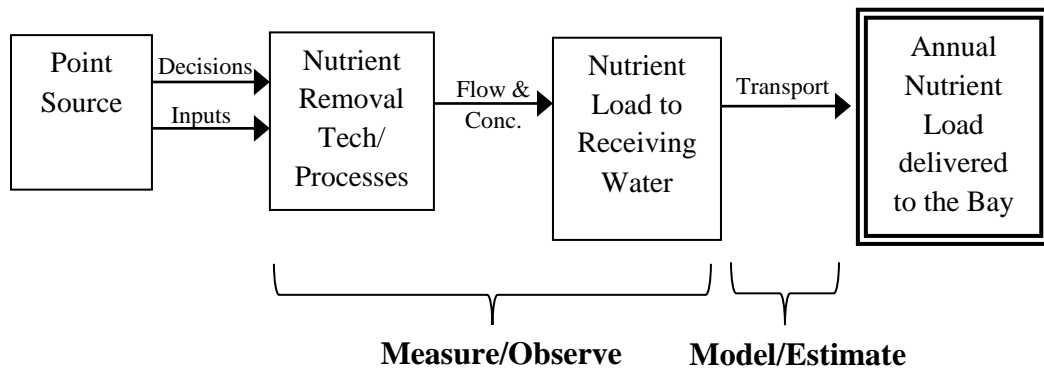 Point
Source
Decisions
Inputs
Nutrient
Removal
Tech/
Processes
Flow &
Conc.
Nutrient
Load to
Receiving
Water
Transport
Annual
Nutrient
Load
delivered
to the Bay
Measure/Observe
Model/Estimate